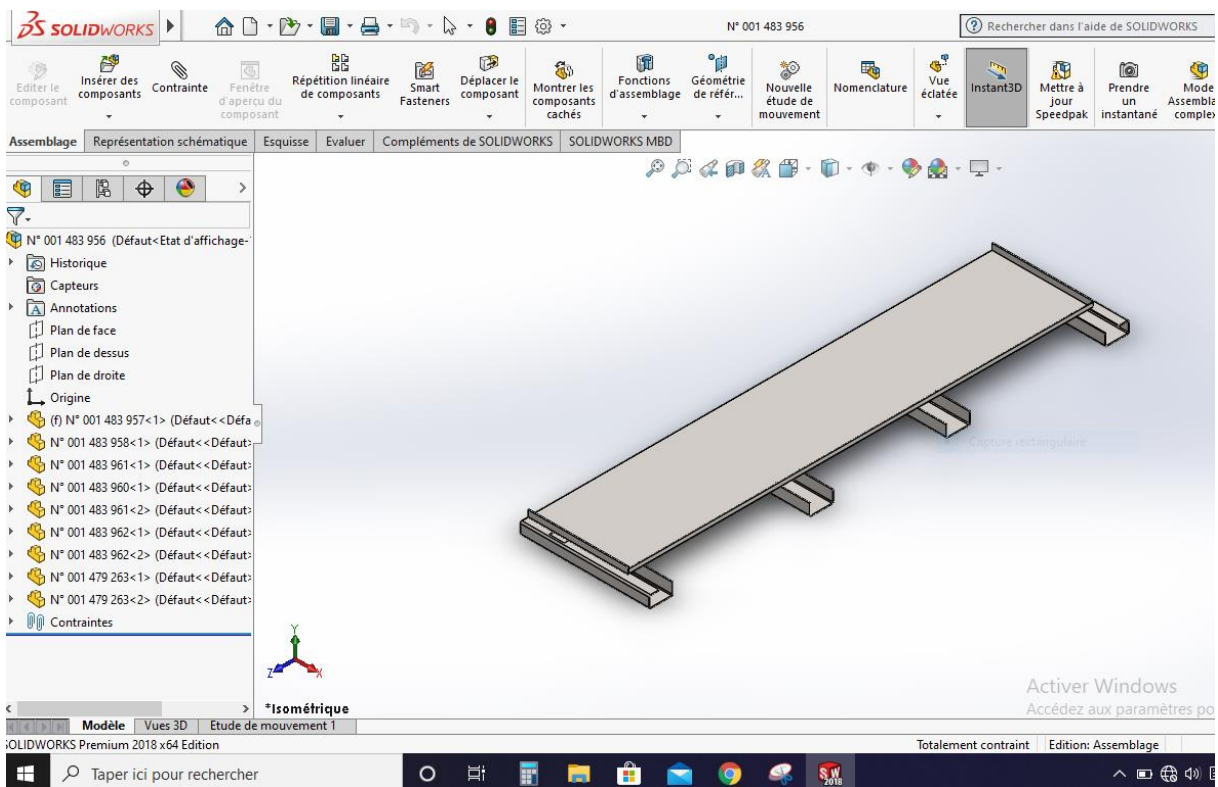 SOLIDWORKS
N° 001 483 956
Rechercher dans l'aide de SOLIDWORKS
Editer le composant
Insérer des composants
Contrainte
Fenêtre d'aperçu du composant
Répétition linéaire de composants
Smart Fasteners
Déplacer le composant
Montrer les composants cachés
Fonctions d'assemblage
Géométrie de référ...
Nouvelle étude de mouvement
Nomenclature
Vue éclatée
Instant3D
Mettre à jour Speedpak
Prendre un instantané
Mode Assembla complex
Assemblage
Représentation schématique
Esquisse
Evaluer
Compléments de SOLIDWORKS
SOLIDWORKS MBD
N° 001 483 956 (Défaut<Etat d'affichage-
Historique
Capteurs
Annotations
Plan de face
Plan de dessus
Plan de droite
Origine
(f) N° 001 483 957<1> (Défaut<<Défa
N° 001 483 958<1> (Défaut<<Défaut>
N° 001 483 961<1> (Défaut<<Défaut>
N° 001 483 960<1> (Défaut<<Défaut>
N° 001 483 961<2> (Défaut<<Défaut>
N° 001 483 962<1> (Défaut<<Défaut>
N° 001 483 962<2> (Défaut<<Défaut>
N° 001 479 263<1> (Défaut<<Défaut>
N° 001 479 263<2> (Défaut<<Défaut>
Contraintes
Capture rectangulaire
Y
Z
X
*Isométrique
Activer Windows
Accédez aux paramètres po
Modèle
Vues 3D
Etude de mouvement 1
SOLIDWORKS Premium 2018 x64 Edition
Totalement contraint
Edition: Assemblage
Taper ici pour rechercher
SW
2018